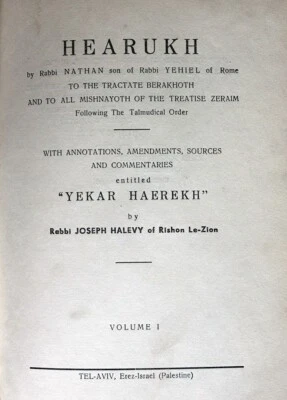 HEARUKH
by Rabbi NATHAN son of Rabbi YEHIEL of Rome
TO THE TRACTATE BERAKHOTH
AND TO ALL MISHNAYOTH OF THE TREATISE ZERAIM
Following The Talmudical Order
WITH ANNOTATIONS, AMENDMENTS, SOURCES
AND COMMENTARIES
entitled
"YEKAR HAEREKH"
by
Rabbi JOSEPH HALEVY of Rishon Le-Zion
VOLUME I
TEL-AVIV, Erez-Israel (Palestine)